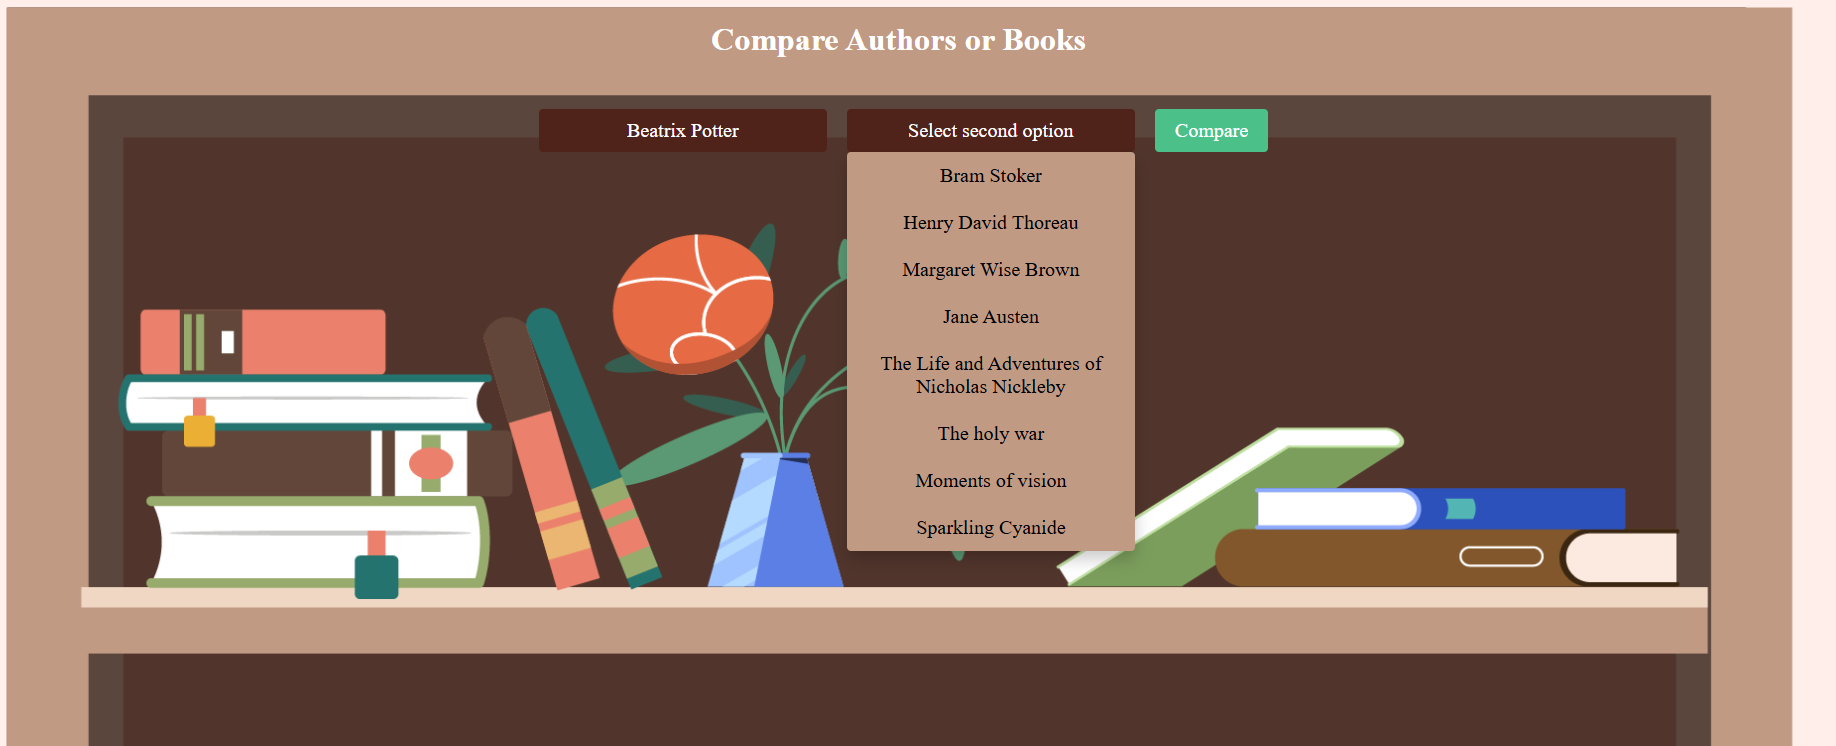 Compare Authors or Books
Beatrix Potter
Select second option
Compare
Bram Stoker
Henry David Thoreau
Margaret Wise Brown
Jane Austen
The Life and Adventures of
Nicholas Nickleby
The holy war
Moments of vision
Sparkling Cyanide